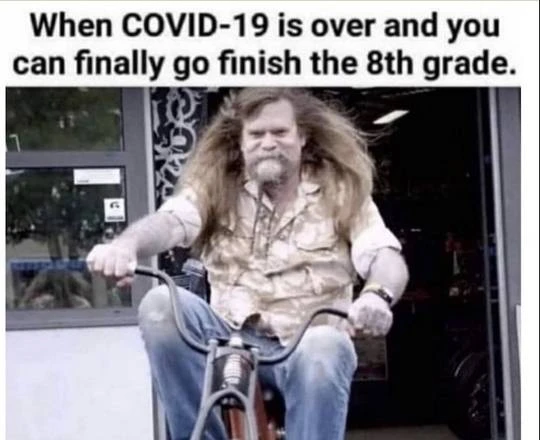 When COVID-19 is over and you
can finally go finish the 8th grade.